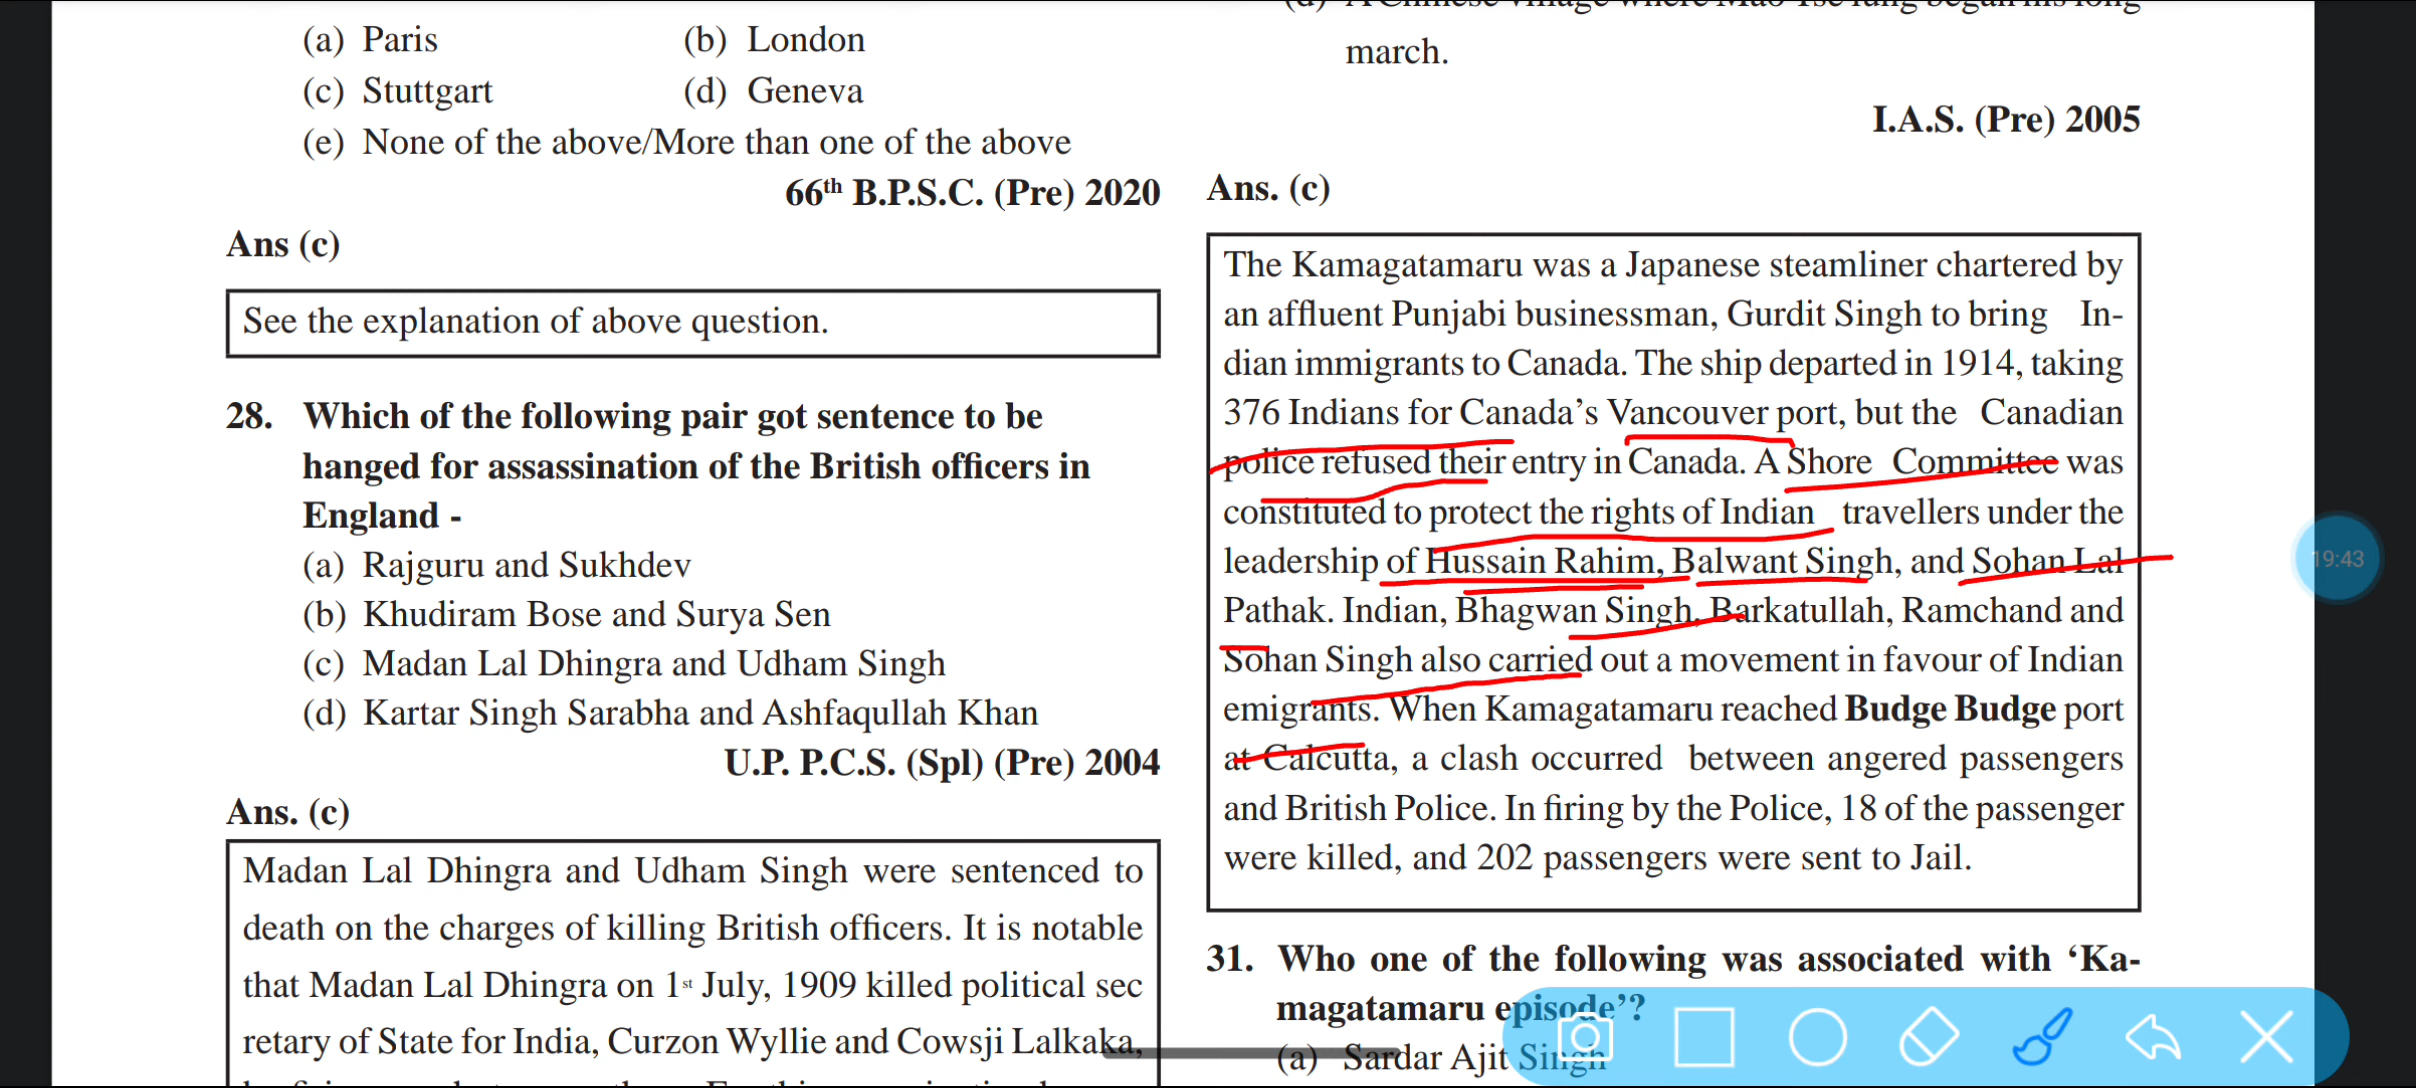 (a) Paris (b) London
(c) Stuttgart (d) Geneva
(e) None of the above/More than one of the above
66th B.P.S.C. (Pre) 2020
Ans (c)
See the explanation of above question.
28. Which of the following pair got sentence to be
hanged for assassination of the British officers in
England -
(a) Rajguru and Sukhdev
(b) Khudiram Bose and Surya Sen
(c) Madan Lal Dhingra and Udham Singh
(d) Kartar Singh Sarabha and Ashfaqullah Khan
U.P. P.C.S. (Spl) (Pre) 2004
Ans. (c)
Madan Lal Dhingra and Udham Singh were sentenced to
death on the charges of killing British officers. It is notable
that Madan Lal Dhingra on 1st July, 1909 killed political sec
retary of State for India, Curzon Wyllie and Cowsji Lalkaka,
(d) A Chinese village where Mao Tse Tung began his long
march.
I.A.S. (Pre) 2005
Ans. (c)
The Kamagatamaru was a Japanese steamliner chartered by
an affluent Punjabi businessman, Gurdit Singh to bring In-
dian immigrants to Canada. The ship departed in 1914, taking
376 Indians for Canada's Vancouver port, but the Canadian
police refused their entry in Canada. A Shore Committee was
constituted to protect the rights of Indian travellers under the
leadership of Hussain Rahim, Balwant Singh, and Sohan Lal
Pathak. Indian, Bhagwan Singh, Barkatullah, Ramchand and
Sohan Singh also carried out a movement in favour of Indian
emigrants. When Kamagatamaru reached Budge Budge port
at Calcutta, a clash occurred between angered passengers
and British Police. In firing by the Police, 18 of the passenger
were killed, and 202 passengers were sent to Jail.
31. Who one of the following was associated with 'Ka-
magatamaru episode'?
(a) Sardar Ajit Singh
19:43